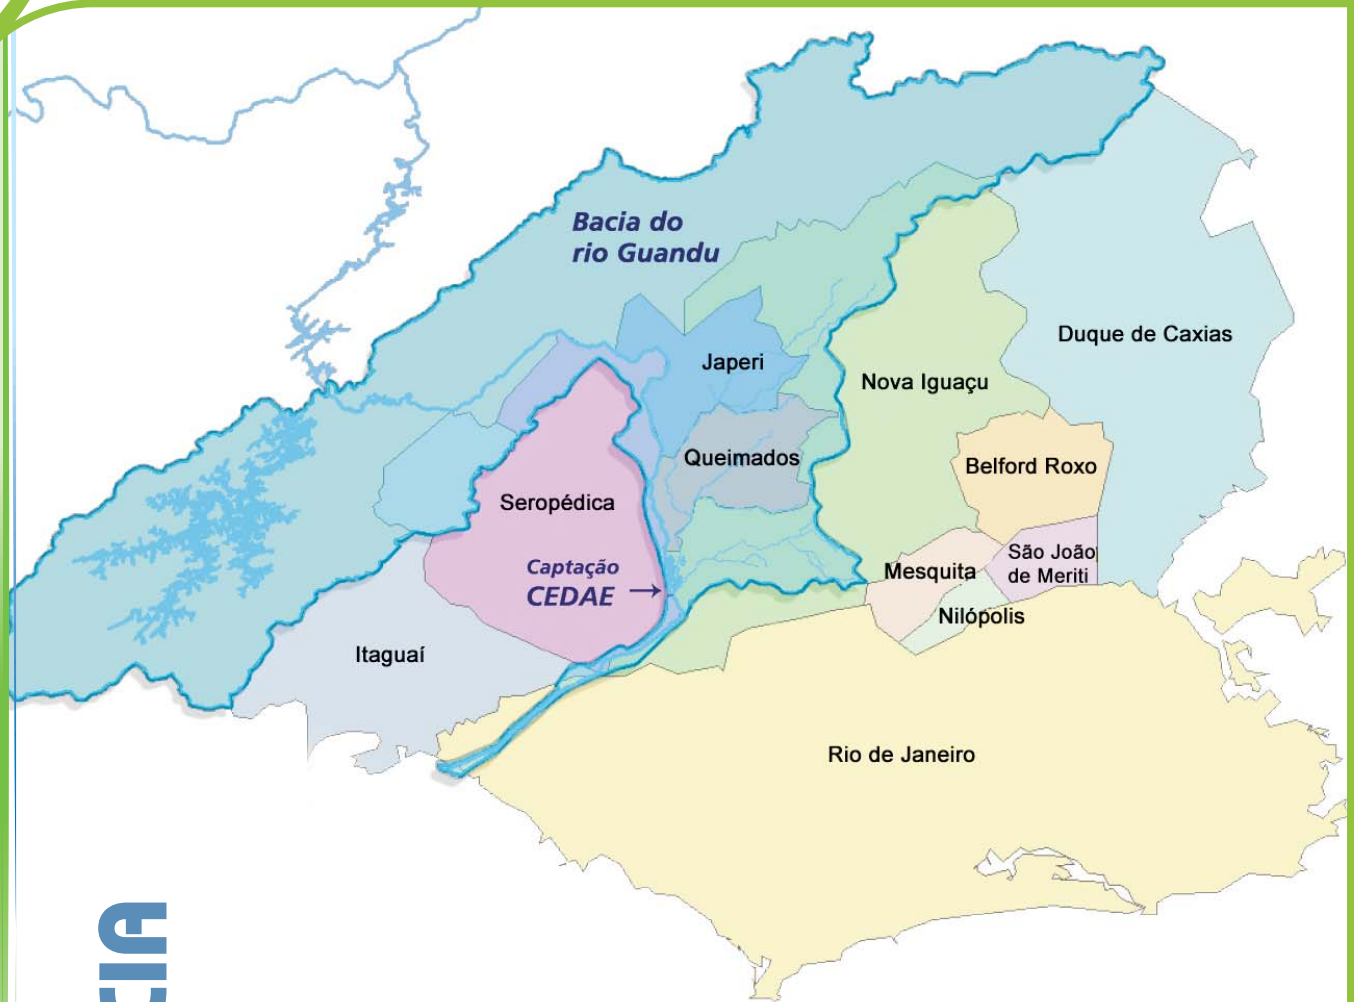 Bacia do
rio Guandu
Duque de Caxias
Japeri
Nova Iguaçu
Queimados
Belford Roxo
Seropédica
São João
de Meriti
Captação
CEDAE
Mesquita
Nilópolis
Itaguaí
Rio de Janeiro
CIA